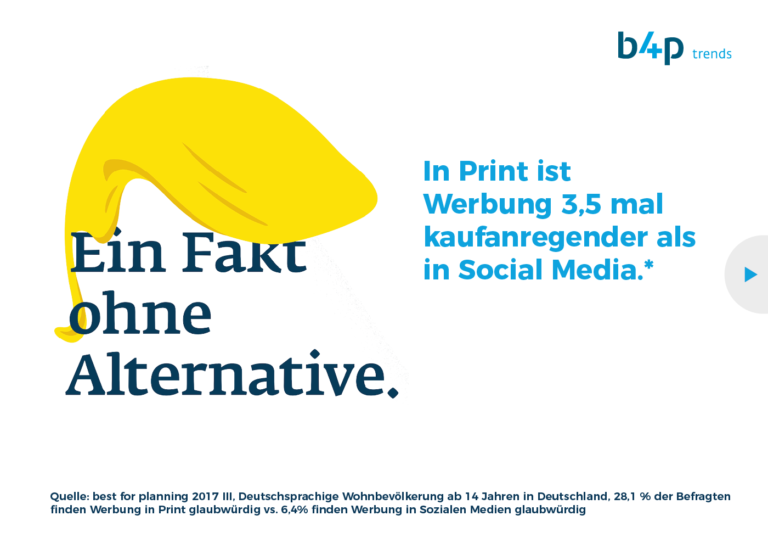 b4p trends
In Print ist
Werbung 3,5 mal
kaufanregender als
in Social Media.*
Ein Fakt
ohne
Alternative.
Quelle: best for planning 2017 III, Deutschsprachige Wohnbevölkerung ab 14 Jahren in Deutschland, 28,1 % der Befragten
finden Werbung in Print glaubwürdig vs. 6,4% finden Werbung in Sozialen Medien glaubwürdig